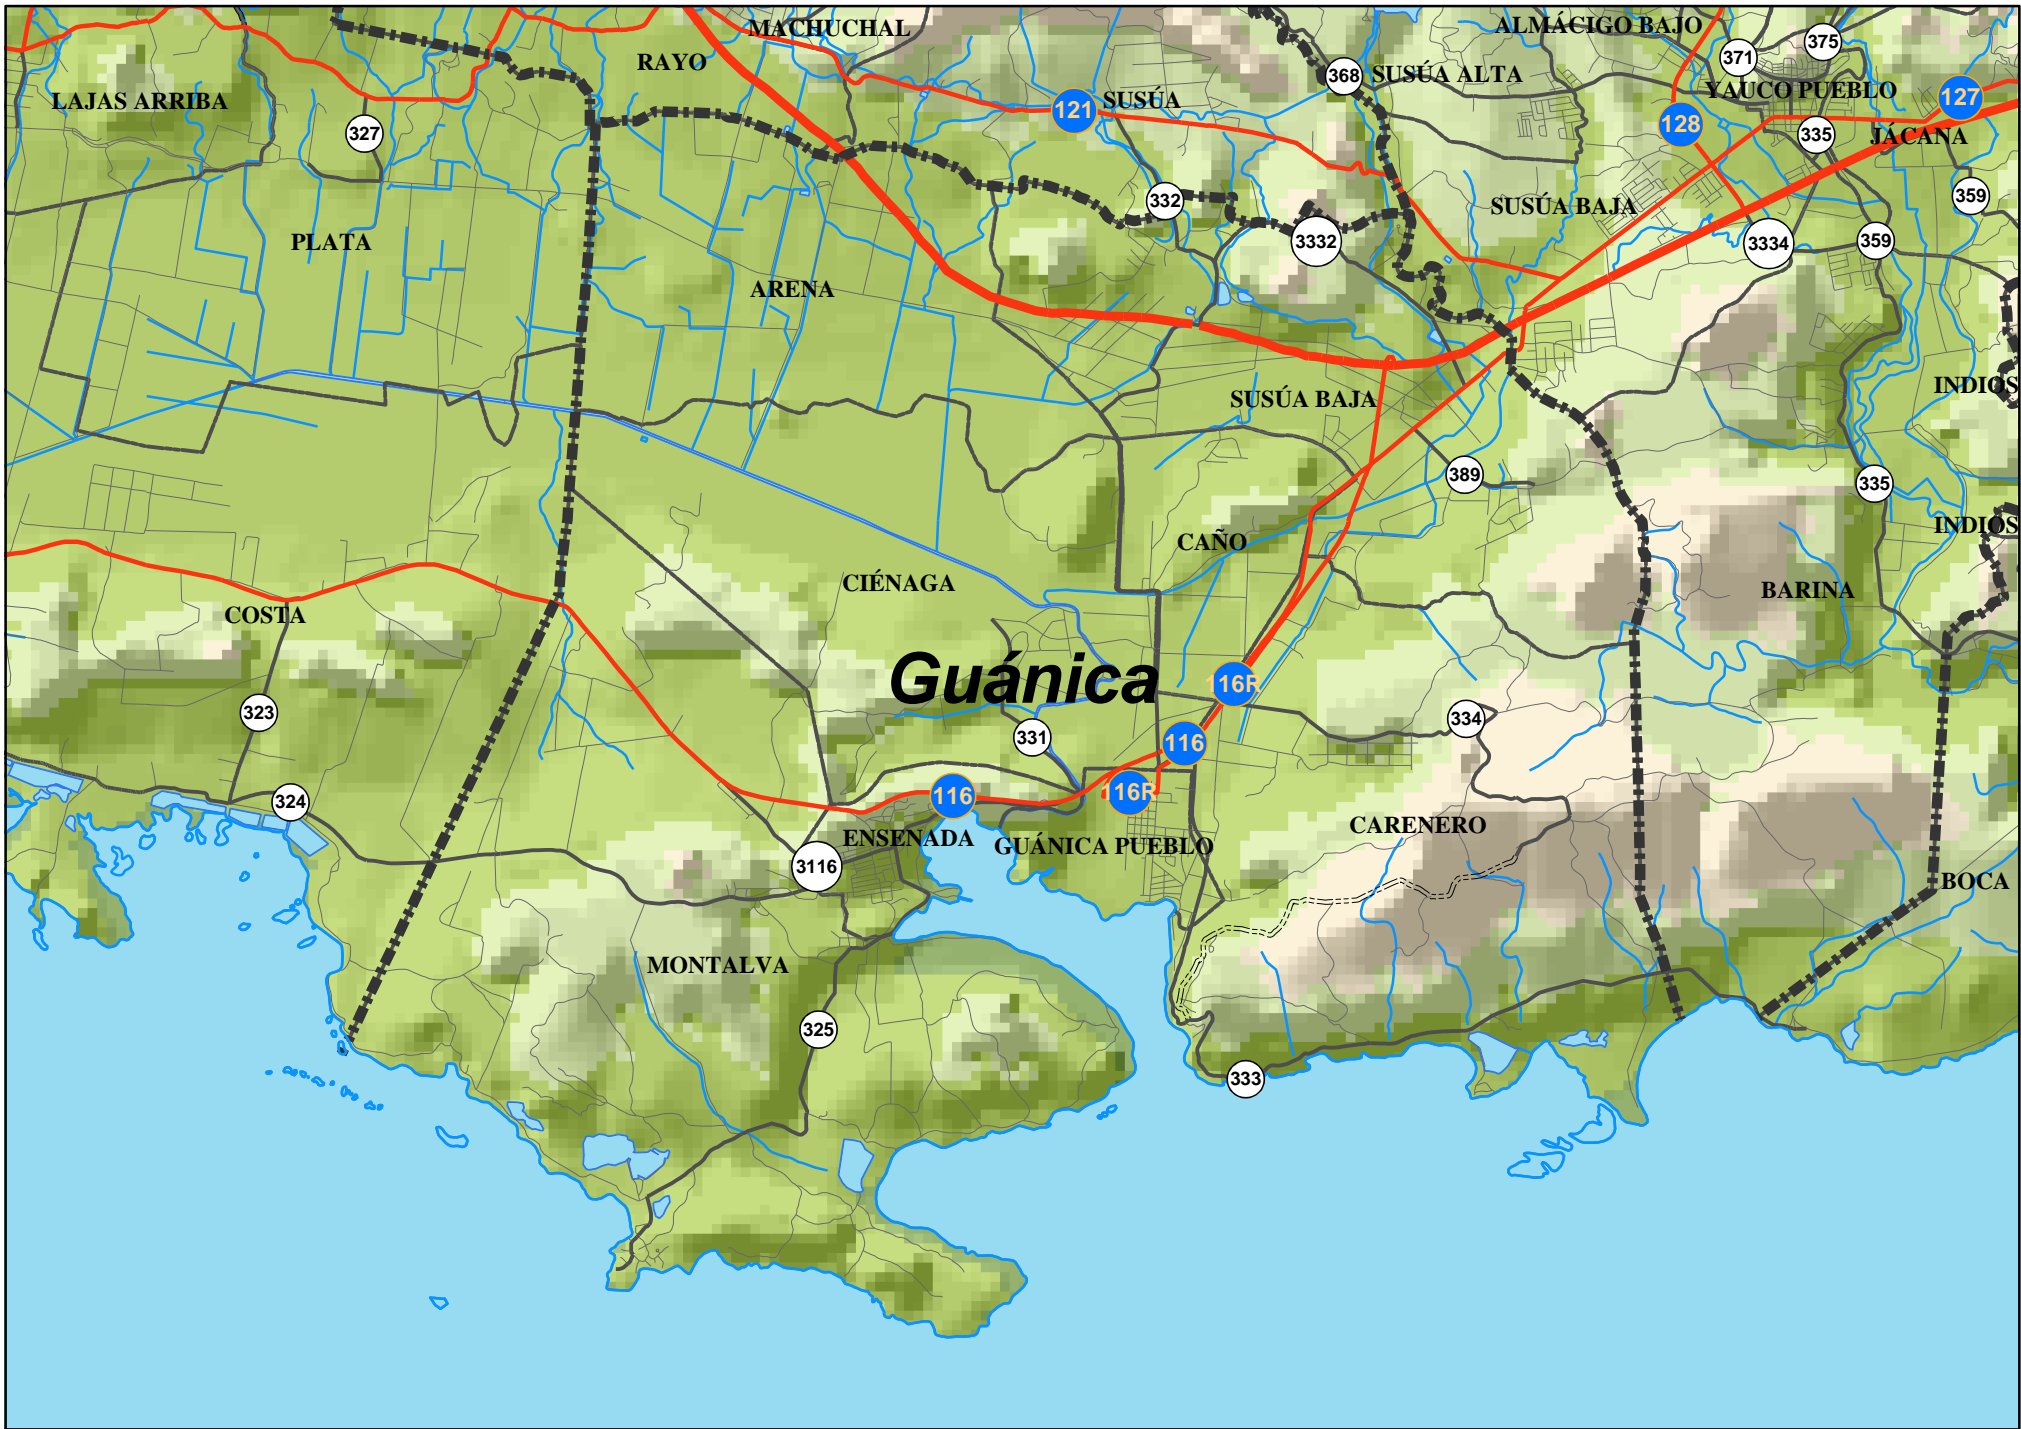 MACHUCHAL
ALMÁCIGO BAJO
375
371
RAYO
368
SUSÚA ALTA
YAUCO PUEBLO
127
LAJAS ARRIBA
121
SUSÚA
128
327
335
JÁCANA
332
359
SUSÚA BAJA
PLATA
3332
3334
359
ARENA
INDIOS
SUSÚA BAJA
389
335
INDIOS
CAÑO
CIÉNAGA
BARINA
COSTA
Guánica
116R
323
334
331
116
324
116
116R
CARENERO
ENSENADA
GUÁNICA PUEBLO
3116
BOCA
MONTALVA
325
333